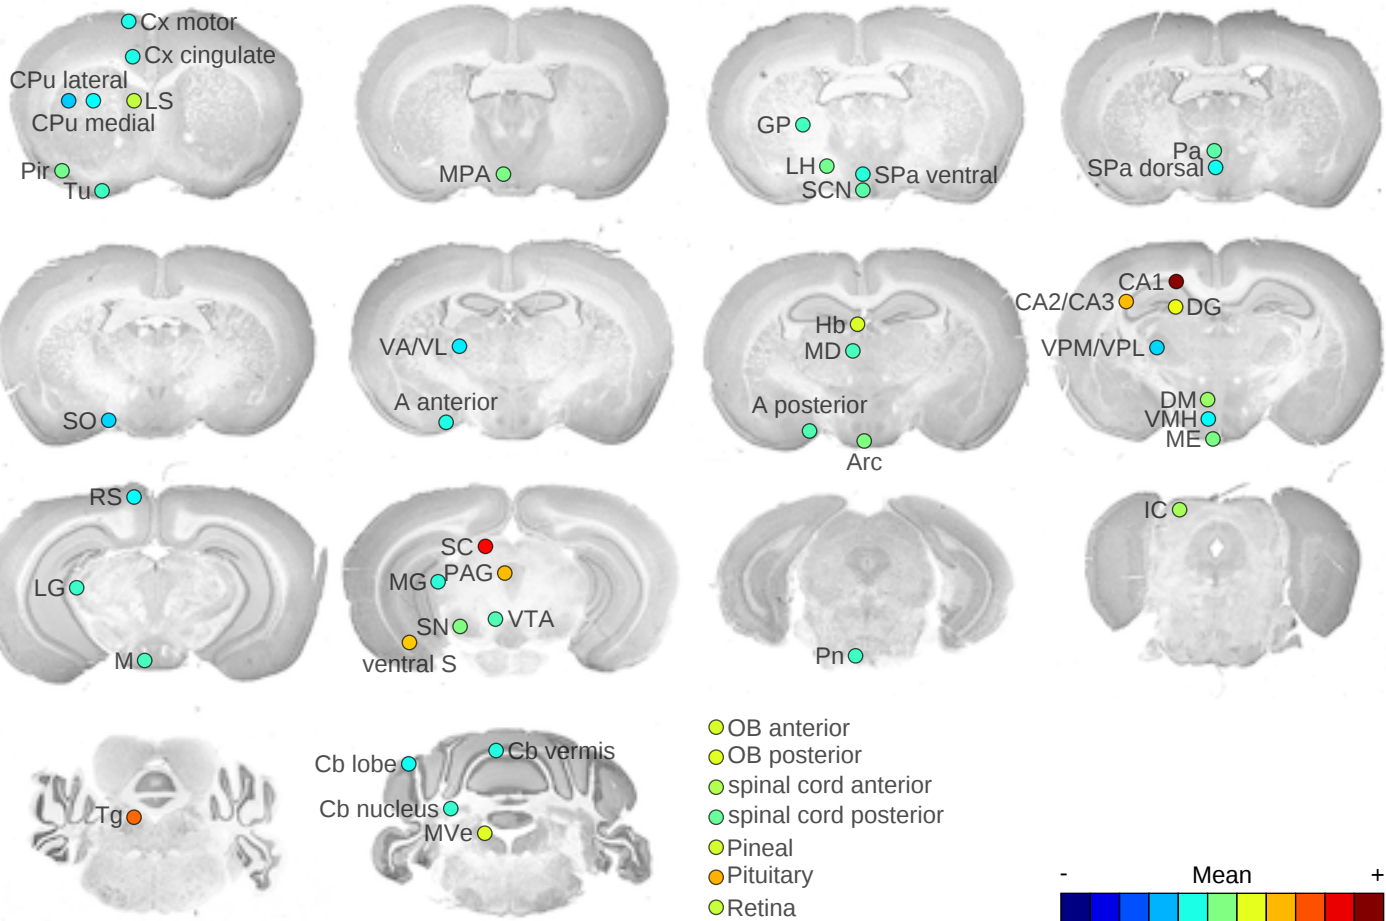 Cx motor
Cx cingulate
CPu lateral
LS
CPu medial
Pir
Tu
MPA
GP
LH
SPa ventral
SCN
Pa
SPa dorsal
SO
VA/VL
A anterior
Hb
MD
A posterior
Arc
CA1
CA2/CA3
DG
VPM/VPL
DM
VMH
ME
RS
LG
M
SC
PAG
MG
VTA
SN
ventral S
Pn
IC
Tg
Cb vermis
Cb lobe
Cb nucleus
MVe
OB anterior
OB posterior
spinal cord anterior
spinal cord posterior
Pineal
Pituitary
Retina
- Mean +